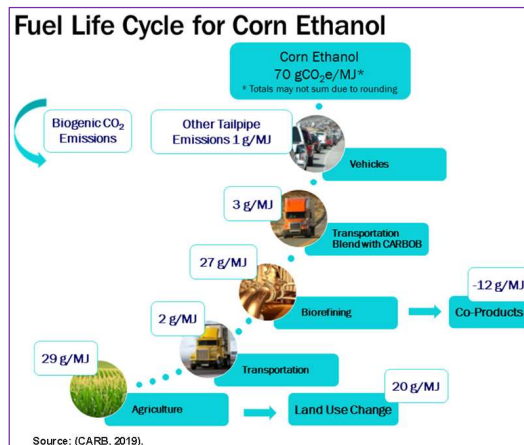 Fuel Life Cycle for Corn Ethanol
Corn Ethanol
70 gCO₂e/MJ*
* Totals may not sum due to rounding
Biogenic CO₂
Emissions
Other Tailpipe
Emissions 1 g/MJ
Vehicles
3 g/MJ
Transportation
Blend with CARBOB
27 g/MJ
Biorefining
-12 g/MJ
Co-Products
2 g/MJ
Transportation
29 g/MJ
Agriculture
20 g/MJ
Land Use Change
Source: (CARB, 2019).